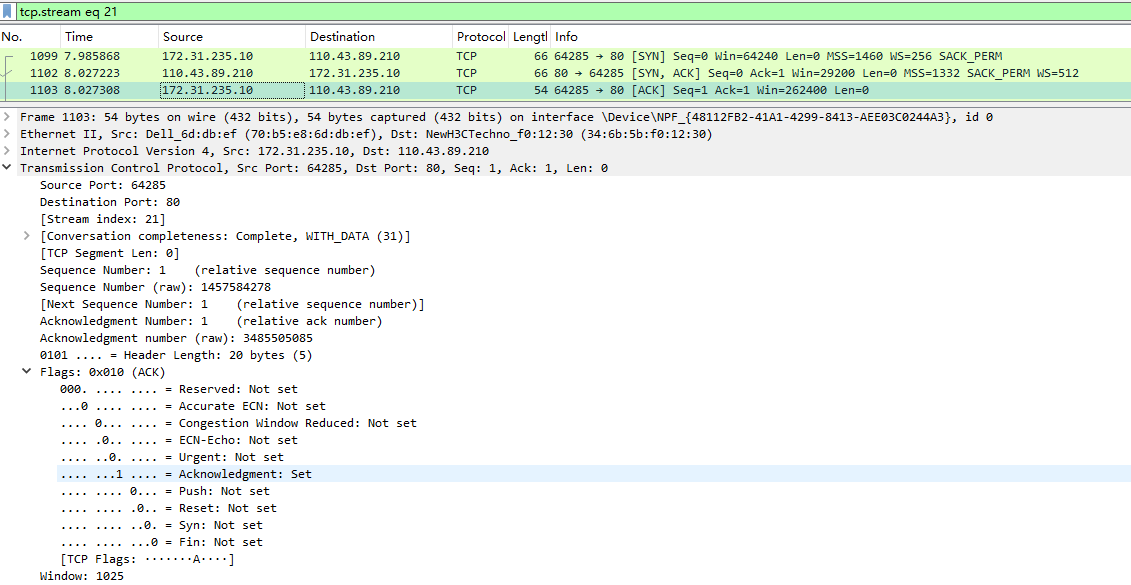 tcp.stream eq 21
No. Time Source Destination Protocol Lengtl Info
1099 7.985868 172.31.235.10 110.43.89.210 TCP 66 64285 → 80 [SYN] Seq=0 Win=64240 Len=0 MSS=1460 WS=256 SACK_PERM
1102 8.027223 110.43.89.210 172.31.235.10 TCP 66 80 → 64285 [SYN, ACK] Seq=0 Ack=1 Win=29200 Len=0 MSS=1332 SACK_PERM WS=512
1103 8.027308 172.31.235.10 110.43.89.210 TCP 54 64285 → 80 [ACK] Seq=1 Ack=1 Win=262400 Len=0
Frame 1103: 54 bytes on wire (432 bits), 54 bytes captured (432 bits) on interface \Device\NPF_{48112FB2-41A1-4299-8413-AEE03C0244A3}, id 0
Ethernet II, Src: Dell_6d:db:ef (70:b5:e8:6d:db:ef), Dst: NewH3CTechno_f0:12:30 (34:6b:5b:f0:12:30)
Internet Protocol Version 4, Src: 172.31.235.10, Dst: 110.43.89.210
Transmission Control Protocol, Src Port: 64285, Dst Port: 80, Seq: 1, Ack: 1, Len: 0
Source Port: 64285
Destination Port: 80
[Stream index: 21]
[Conversation completeness: Complete, WITH_DATA (31)]
[TCP Segment Len: 0]
Sequence Number: 1    (relative sequence number)
Sequence Number (raw): 1457584278
[Next Sequence Number: 1    (relative sequence number)]
Acknowledgment Number: 1    (relative ack number)
Acknowledgment number (raw): 3485505085
0101 .... = Header Length: 20 bytes (5)
Flags: 0x010 (ACK)
000. .... .... = Reserved: Not set
...0 .... .... = Accurate ECN: Not set
.... 0... .... = Congestion Window Reduced: Not set
.... .0.. .... = ECN-Echo: Not set
.... ..0. .... = Urgent: Not set
.... ...1 .... = Acknowledgment: Set
.... .... 0... = Push: Not set
.... .... .0.. = Reset: Not set
.... .... ..0. = Syn: Not set
.... .... ...0 = Fin: Not set
[TCP Flags: ·······A····]
Window: 1025